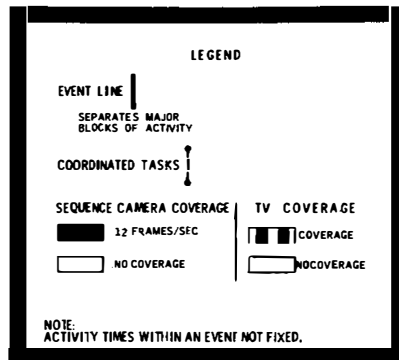 LEGEND
EVENT LINE
SEPARATES MAJOR
BLOCKS OF ACTIVITY
COORDINATED TASKS
SEQUENCE CAMERA COVERAGE
12 FRAMES/SEC
NO COVERAGE
TV COVERAGE
COVERAGE
NOCOVERAGE
NOTE:
ACTIVITY TIMES WITHIN AN EVENT NOT FIXED.